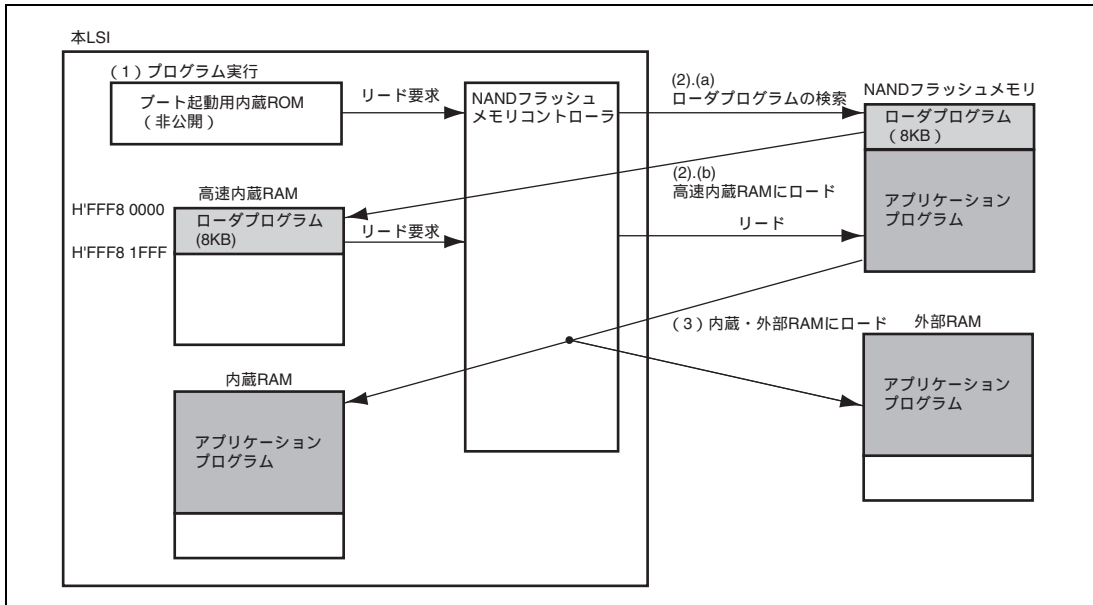 本LSI
（1）プログラム実行
ブート起動用内蔵ROM
（非公開）
リード要求
NANDフラッシュ
メモリコントローラ
(2).(a)
ローダプログラムの検索
NANDフラッシュメモリ
ローダプログラム
（8KB）
アプリケーション
プログラム
(2).(b)
高速内蔵RAMにロード
リード
高速内蔵RAM
H'FFF8 0000
ローダプログラム
(8KB)
リード要求
H'FFF8 1FFF
（3）内蔵・外部RAMにロード
外部RAM
アプリケーション
プログラム
内蔵RAM
アプリケーション
プログラム